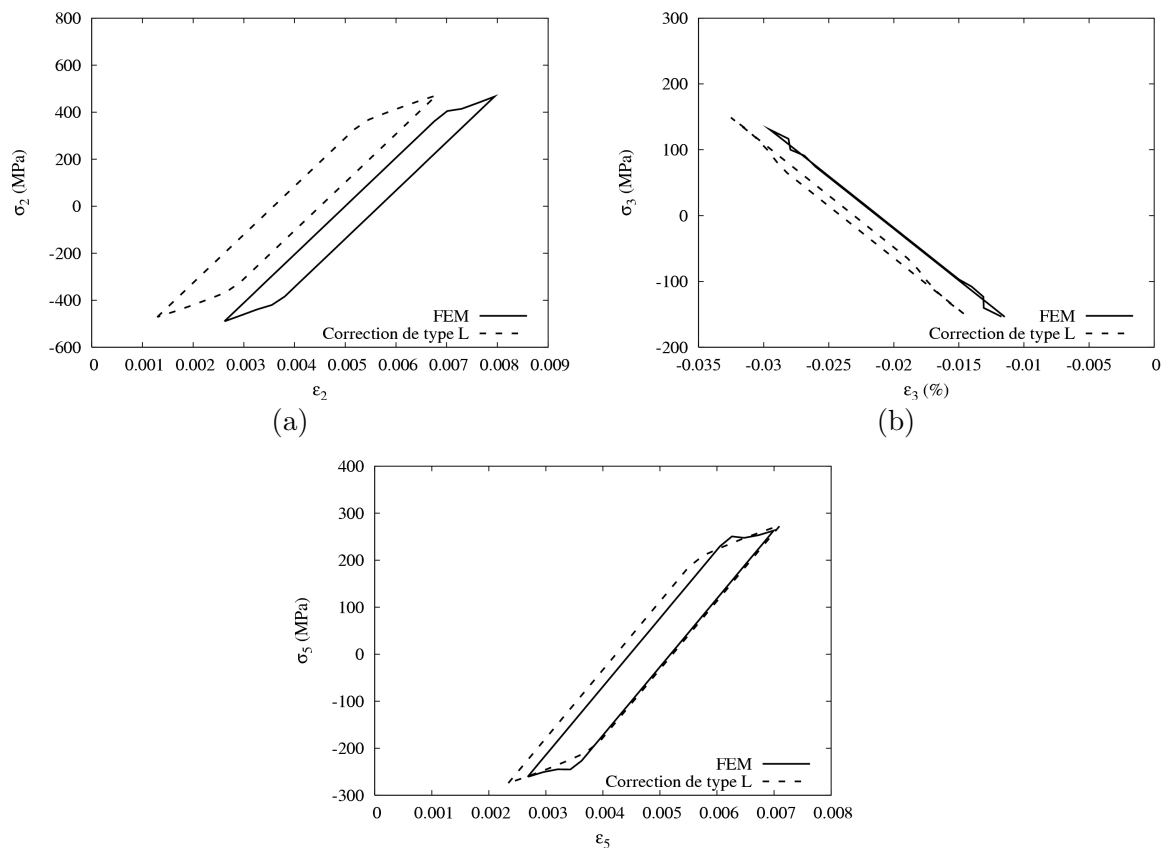 800
600
400
200
0
-200
-400
-600
σ2 (MPa)
FEM
Correction de type L
0 0.001 0.002 0.003 0.004 0.005 0.006 0.007 0.008 0.009
ε2
(a)
300
200
100
0
-100
-200
σ3 (MPa)
FEM
Correction de type L
-0.035 -0.03 -0.025 -0.02 -0.015 -0.01 -0.005 0
ε3 (%)
(b)
400
300
200
100
0
-100
-200
-300
σ5 (MPa)
FEM
Correction de type L
0 0.001 0.002 0.003 0.004 0.005 0.006 0.007 0.008
ε5